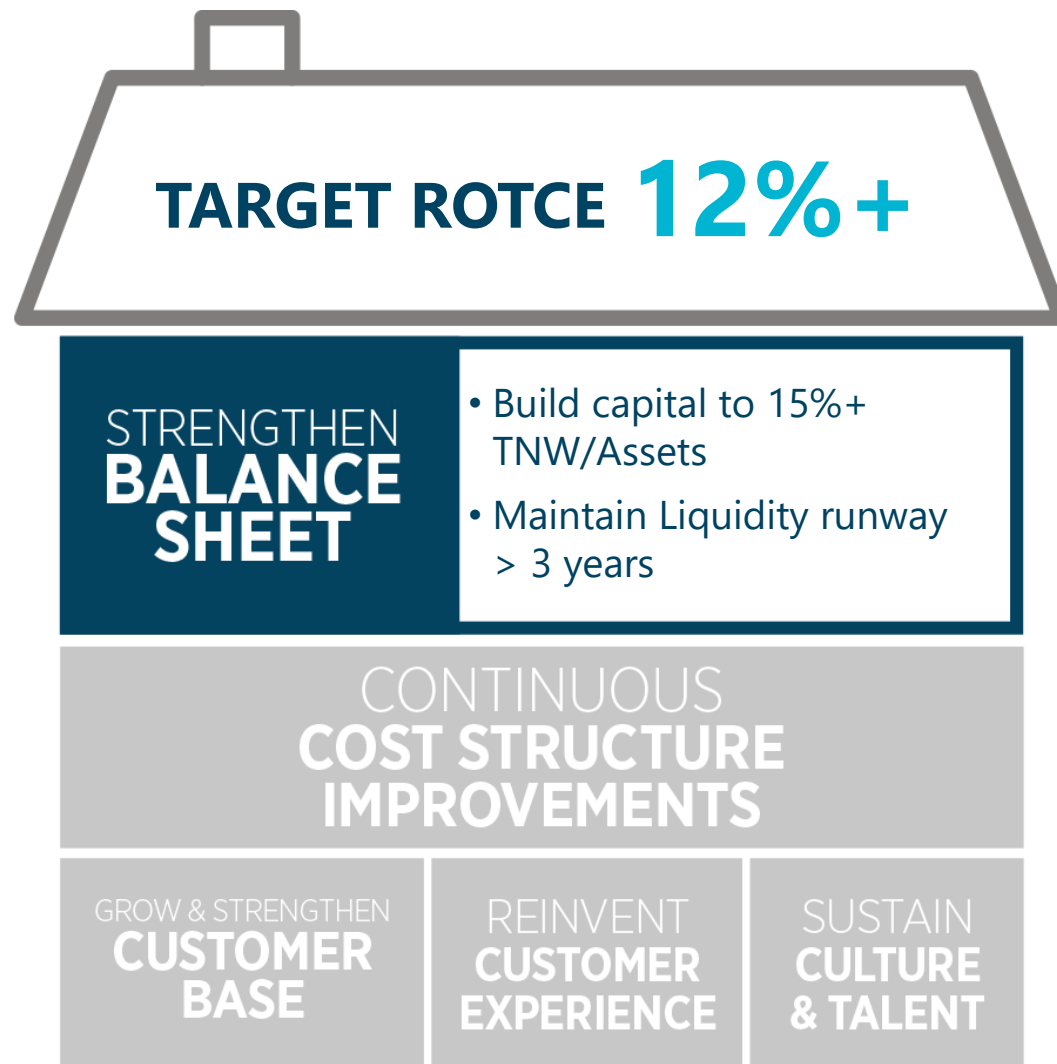 TARGET ROTCE 12%+
STRENGTHEN
BALANCE
SHEET
• Build capital to 15%+
TNW/Assets
• Maintain Liquidity runway
> 3 years
CONTINUOUS
COST STRUCTURE
IMPROVEMENTS
GROW & STRENGTHEN
CUSTOMER
BASE
REINVENT
CUSTOMER
EXPERIENCE
SUSTAIN
CULTURE
& TALENT